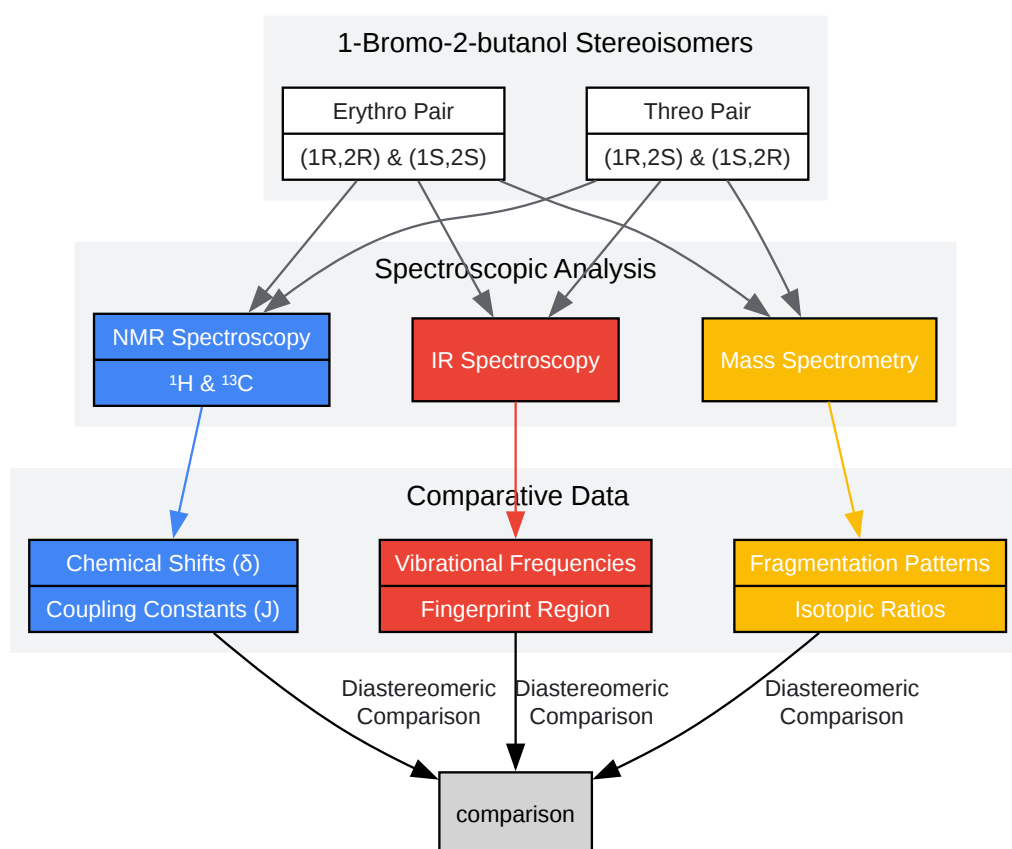 1-Bromo-2-butanol Stereoisomers
Erythro Pair
(1R,2R) & (1S,2S)
Threo Pair
(1R,2S) & (1S,2R)
Spectroscopic Analysis
NMR Spectroscopy
¹H & ¹³C
IR Spectroscopy
Mass Spectrometry
Comparative Data
Chemical Shifts (δ)
Coupling Constants (J)
Vibrational Frequencies
Fingerprint Region
Fragmentation Patterns
Isotopic Ratios
Diastereomeric
Comparison
Diastereomeric
Comparison
Diastereomeric
Comparison
comparison